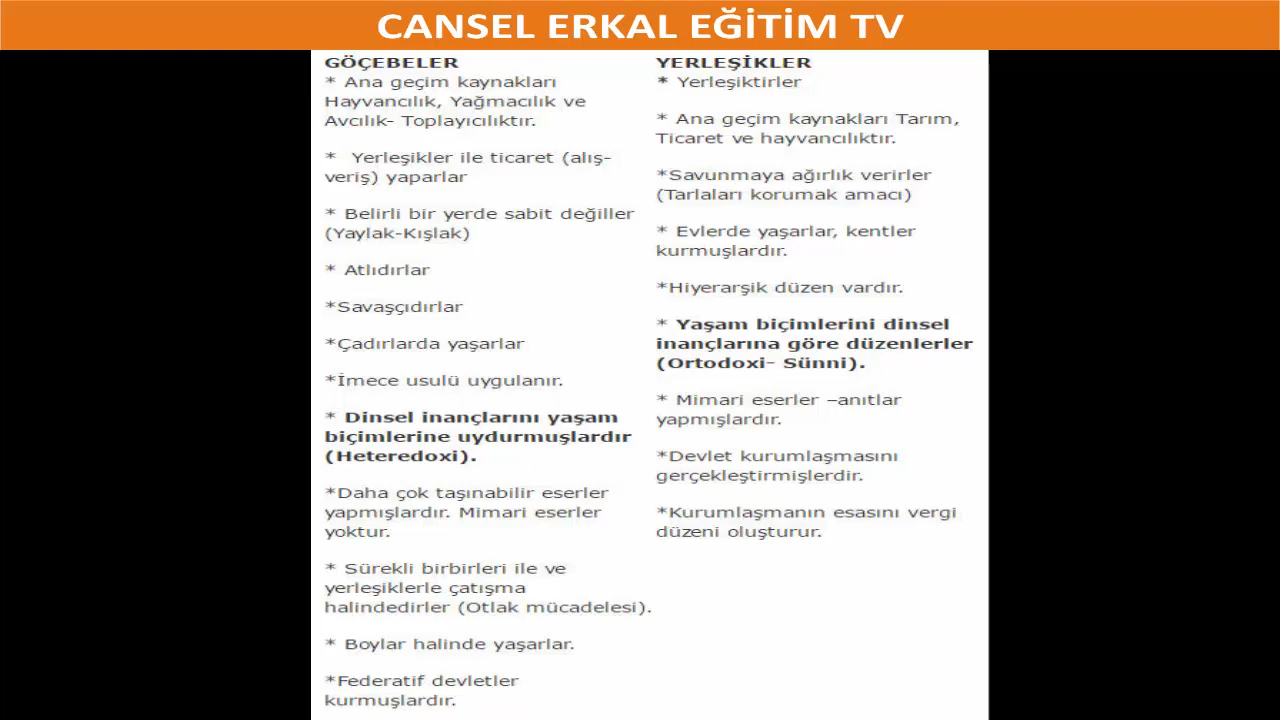 CANSEL ERKAL EĞİTİM TV
GÖÇEBELER
* Ana geçim kaynakları
Hayvancılık, Yağmacılık ve
Avcılık- Toplayıcılıktır.
*  Yerleşikler ile ticaret (alış-
veriş) yaparlar
* Belirli bir yerde sabit değiller
(Yaylak-Kışlak)
* Atlıdırlar
*Savaşçıdırlar
*Çadırlarda yaşarlar
*İmece usulü uygulanır.
* Dinsel inançlarını yaşam
biçimlerine uydurmuşlardır
(Heteredoxi).
*Daha çok taşınabilir eserler
yapmışlardır. Mimari eserler
yoktur.
* Sürekli birbirleri ile ve
yerleşiklerle çatışma
halindedirler (Otlak mücadelesi).
* Boylar halinde yaşarlar.
*Federatif devletler
kurmuşlardır.
YERLEŞİKLER
* Yerleşiktirler
* Ana geçim kaynakları Tarım,
Ticaret ve hayvancılıktır.
*Savunmaya ağırlık verirler
(Tarlaları korumak amacı)
* Evlerde yaşarlar, kentler
kurmuşlardır.
*Hiyerarşik düzen vardır.
* Yaşam biçimlerini dinsel
inançlarına göre düzenlerler
(Ortodoxi- Sünni).
* Mimari eserler –anıtlar
yapmışlardır.
*Devlet kurumlaşmasını
gerçekleştirmişlerdir.
*Kurumlaşmanın esasını vergi
düzeni oluşturur.